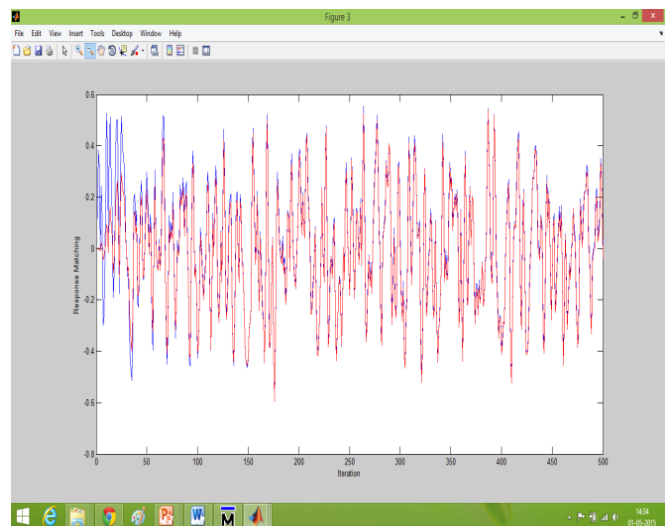 Figure 3
File Edit View Insert Tools Desktop Window Help
0.6
0.4
0.2
0
-0.2
-0.4
-0.6
-0.8
Response Matching
0 50 100 150 200 250 300 350 400 450 500
Iteration
14:34
01-05-2015